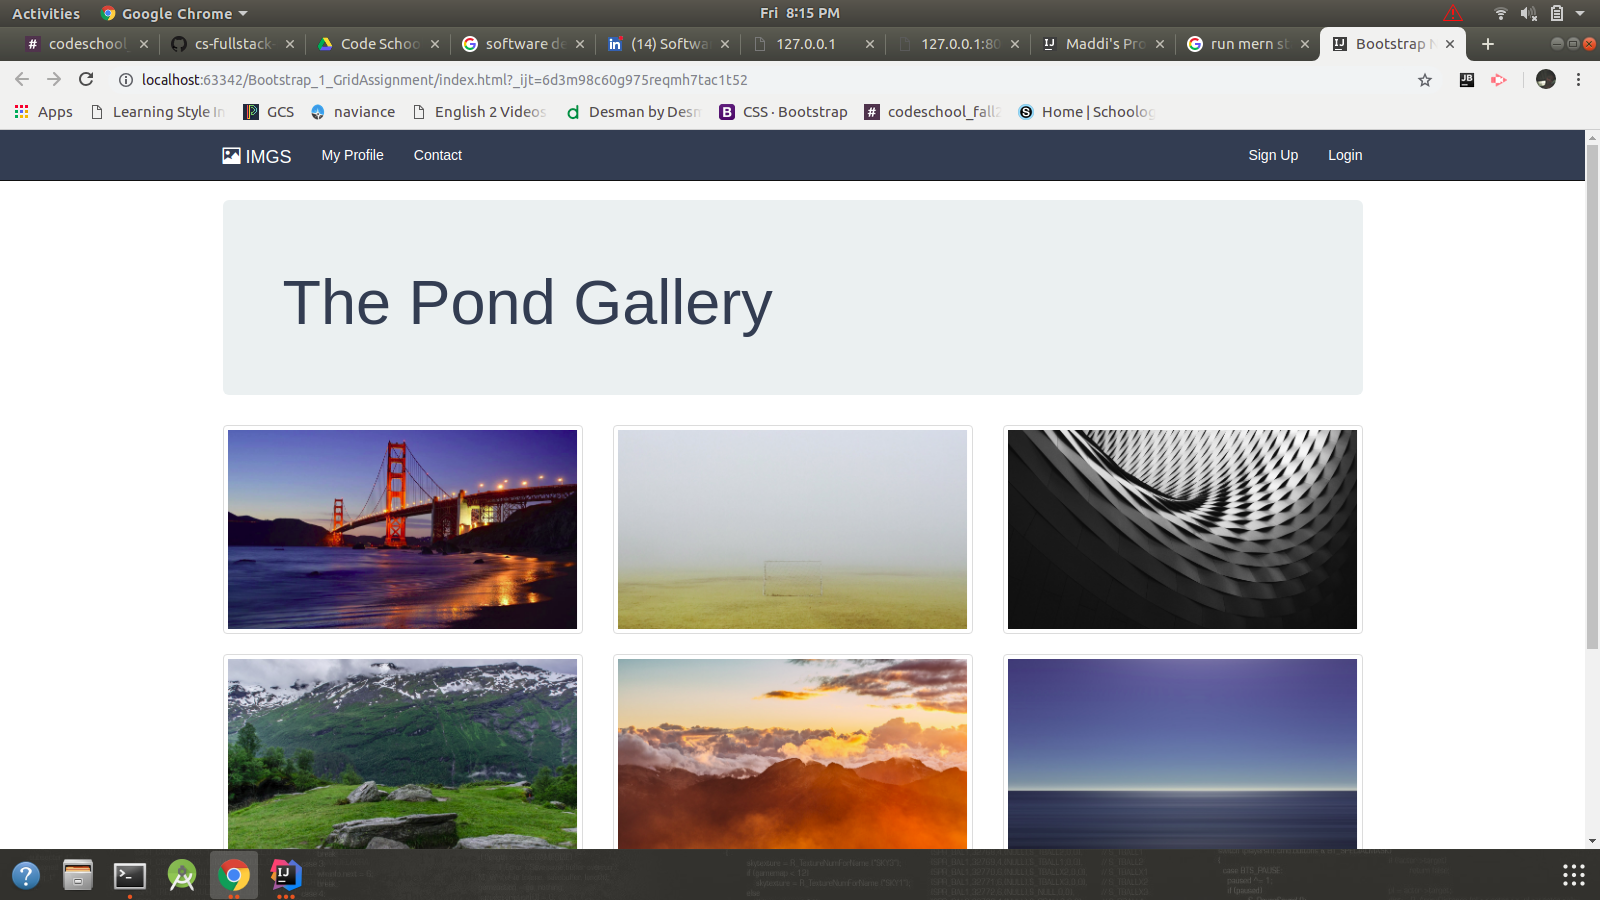 Activities Google Chrome Fri 8:15 PM
codeschool_ cs-fullstack- Code Schoo software de (14) Softwa 127.0.0.1 127.0.0.1:80 Maddi's Pro run mern st Bootstrap N
localhost:63342/Bootstrap_1_GridAssignment/index.html?_ijt=6d3m98c60g975reqmh7tac1t52
Apps Learning Style In GCS naviance English 2 Videos Desman by Desm CSS · Bootstrap codeschool_fall2 Home | Schoolog
IMGS My Profile Contact Sign Up Login
The Pond Gallery